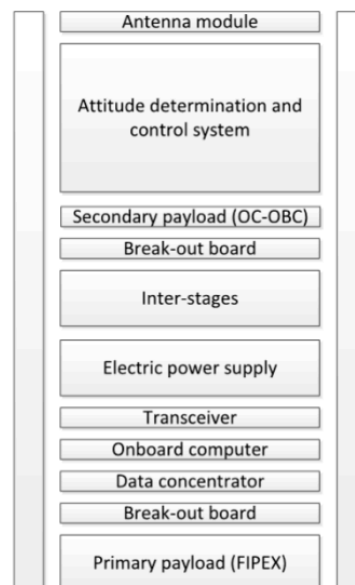 Antenna module
Attitude determination and
control system
Secondary payload (OC-OBC)
Break-out board
Inter-stages
Electric power supply
Transceiver
Onboard computer
Data concentrator
Break-out board
Primary payload (FIPEX)